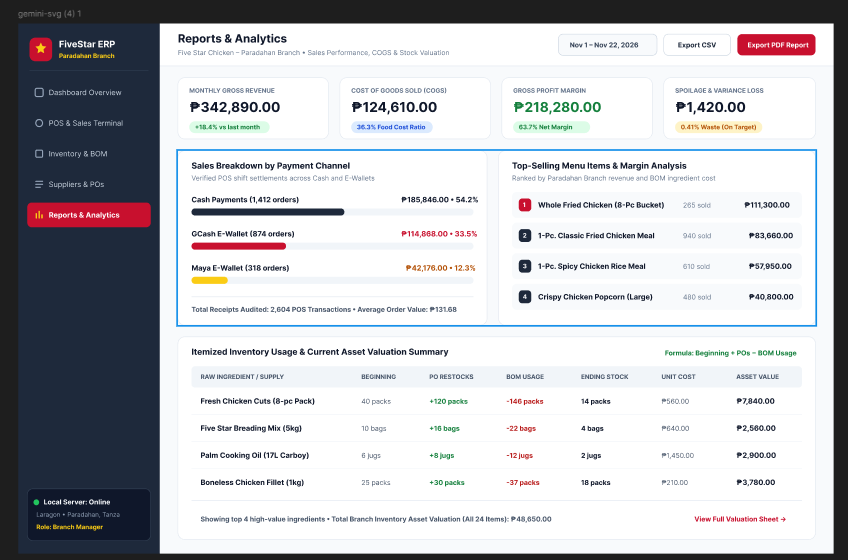 gemini-svg (4) 1
FiveStar ERP
Paradahan Branch
Dashboard Overview
POS & Sales Terminal
Inventory & BOM
Suppliers & POs
Reports & Analytics
Local Server: Online
Laragon • Paradahan, Tanza
Role: Branch Manager
Reports & Analytics
Five Star Chicken – Paradahan Branch • Sales Performance, COGS & Stock Valuation
Nov 1 – Nov 22, 2026
Export CSV
Export PDF Report
MONTHLY GROSS REVENUE
₱342,890.00
+18.4% vs last month
COST OF GOODS SOLD (COGS)
₱124,610.00
36.3% Food Cost Ratio
GROSS PROFIT MARGIN
₱218,280.00
63.7% Net Margin
SPOILAGE & VARIANCE LOSS
₱1,420.00
0.41% Waste (On Target)
Sales Breakdown by Payment Channel
Verified POS shift settlements across Cash and E-Wallets
Cash Payments (1,412 orders) ₱185,846.00 • 54.2%
GCash E-Wallet (874 orders) ₱114,868.00 • 33.5%
Maya E-Wallet (318 orders) ₱42,176.00 • 12.3%
Total Receipts Audited: 2,604 POS Transactions • Average Order Value: ₱131.68
Top-Selling Menu Items & Margin Analysis
Ranked by Paradahan Branch revenue and BOM ingredient cost
1 Whole Fried Chicken (8-Pc Bucket) 265 sold ₱111,300.00
2 1-Pc. Classic Fried Chicken Meal 940 sold ₱83,660.00
3 1-Pc. Spicy Chicken Rice Meal 610 sold ₱57,950.00
4 Crispy Chicken Popcorn (Large) 480 sold ₱40,800.00
Itemized Inventory Usage & Current Asset Valuation Summary
Formula: Beginning + POs − BOM Usage
RAW INGREDIENT / SUPPLY BEGINNING PO RESTOCKS BOM USAGE ENDING STOCK UNIT COST ASSET VALUE
Fresh Chicken Cuts (8-pc Pack) 40 packs +120 packs -146 packs 14 packs ₱560.00 ₱7,840.00
Five Star Breading Mix (5kg) 10 bags +16 bags -22 bags 4 bags ₱640.00 ₱2,560.00
Palm Cooking Oil (17L Carboy) 6 jugs +8 jugs -12 jugs 2 jugs ₱1,450.00 ₱2,900.00
Boneless Chicken Fillet (1kg) 25 packs +30 packs -37 packs 18 packs ₱210.00 ₱3,780.00
Showing top 4 high-value ingredients • Total Branch Inventory Asset Valuation (All 24 Items): ₱48,650.00
View Full Valuation Sheet →